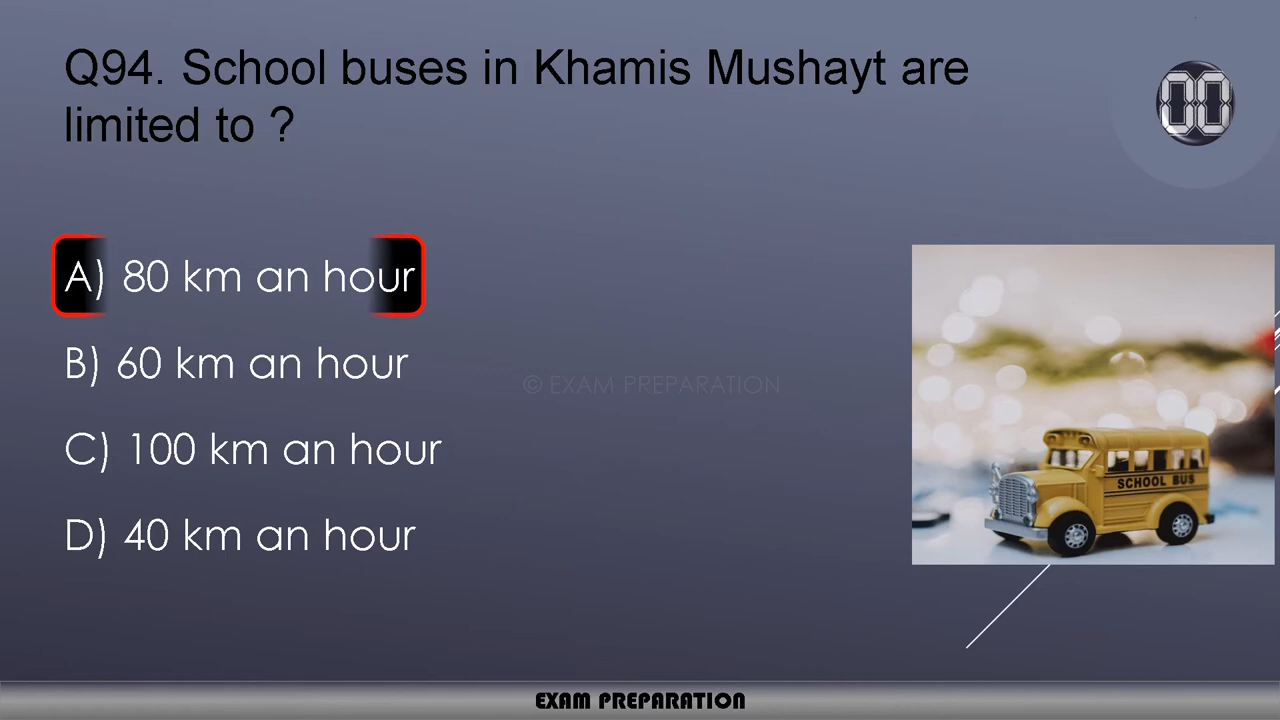 Q94. School buses in Khamis Mushayt are
limited to ?
00
A) 80 km an hour
B) 60 km an hour
C) 100 km an hour
D) 40 km an hour
© EXAM PREPARATION
SCHOOL BUS
EXAM PREPARATION